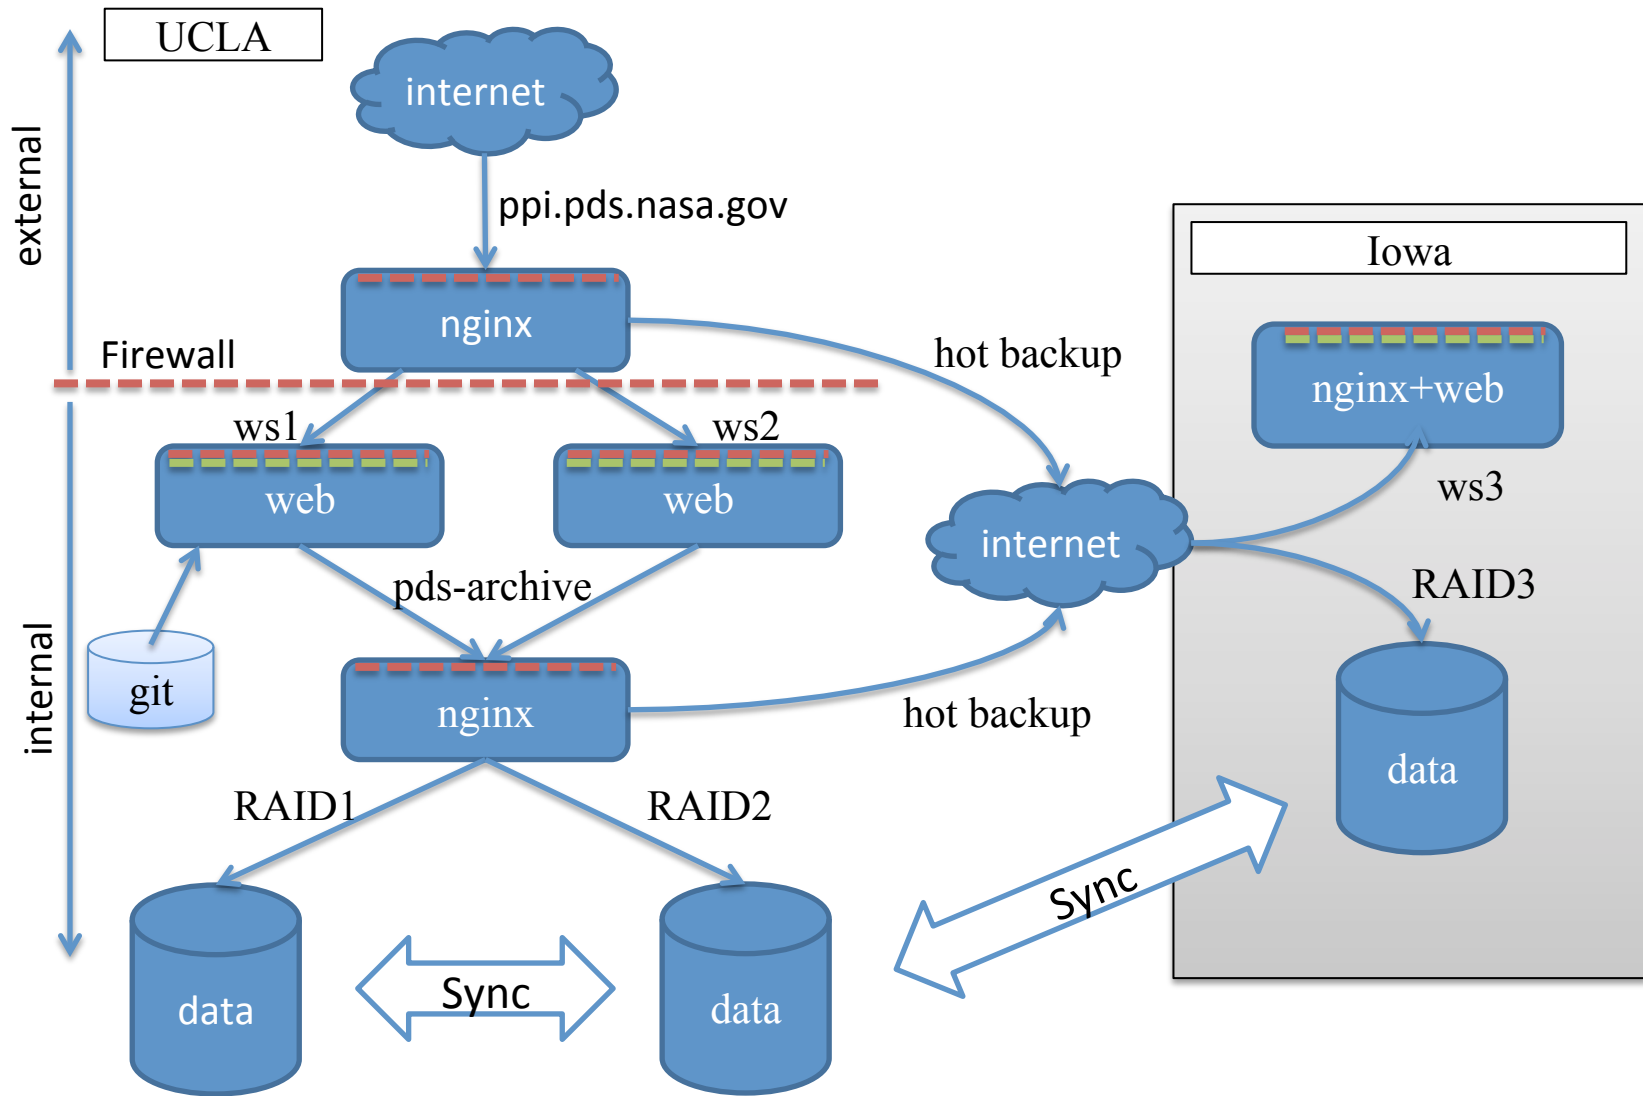 UCLA
internet
external
ppi.pds.nasa.gov
Iowa
nginx
Firewall
hot backup
nginx+web
ws1
ws2
web
web
ws3
internet
pds-archive
RAID3
internal
git
nginx
hot backup
data
RAID1
RAID2
Sync
data
Sync
data